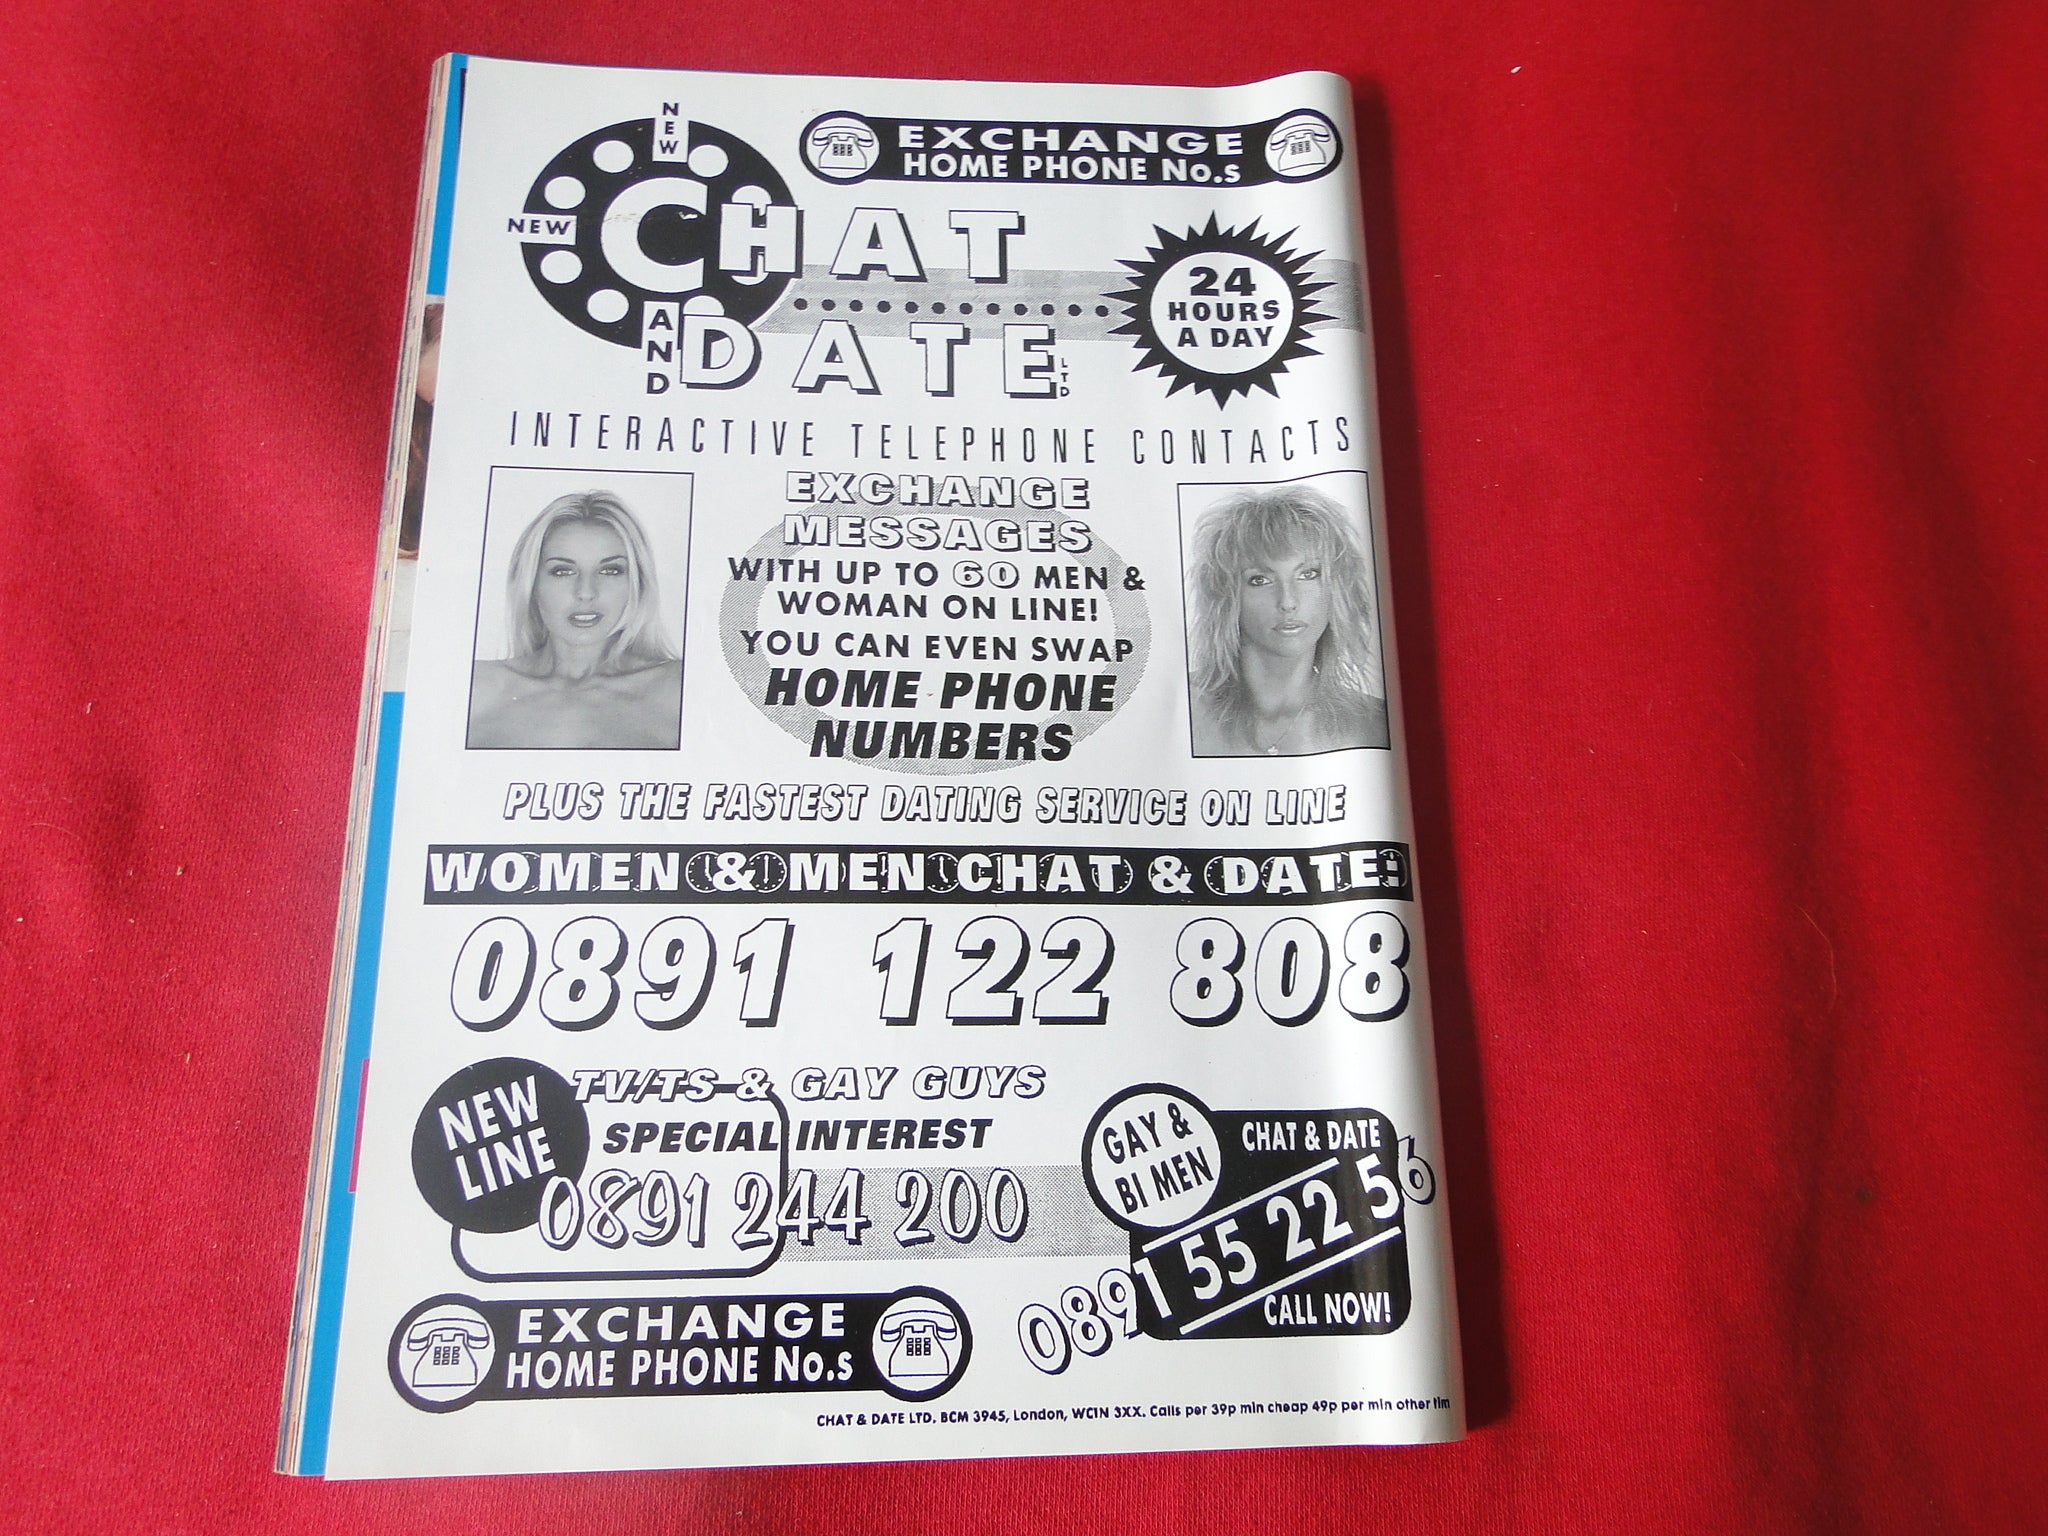 NEW
NEW
CHAT
AND
DATE LTD
EXCHANGE
HOME PHONE No.s
24
HOURS
A DAY
INTERACTIVE TELEPHONE CONTACTS
EXCHANGE
MESSAGES
WITH UP TO 60 MEN &
WOMAN ON LINE!
YOU CAN EVEN SWAP
HOME PHONE
NUMBERS
PLUS THE FASTEST DATING SERVICE ON LINE
WOMEN & MEN CHAT & DATE:
0891 122 808
NEW
LINE
TV/TS & GAY GUYS
SPECIAL INTEREST
0891 244 200
GAY &
BI MEN
CHAT & DATE
0891 55 22 56
CALL NOW!
EXCHANGE
HOME PHONE No.s
CHAT & DATE LTD. BCM 3945, London, WC1N 3XX. Calls per 39p min cheap 49p per min other tim